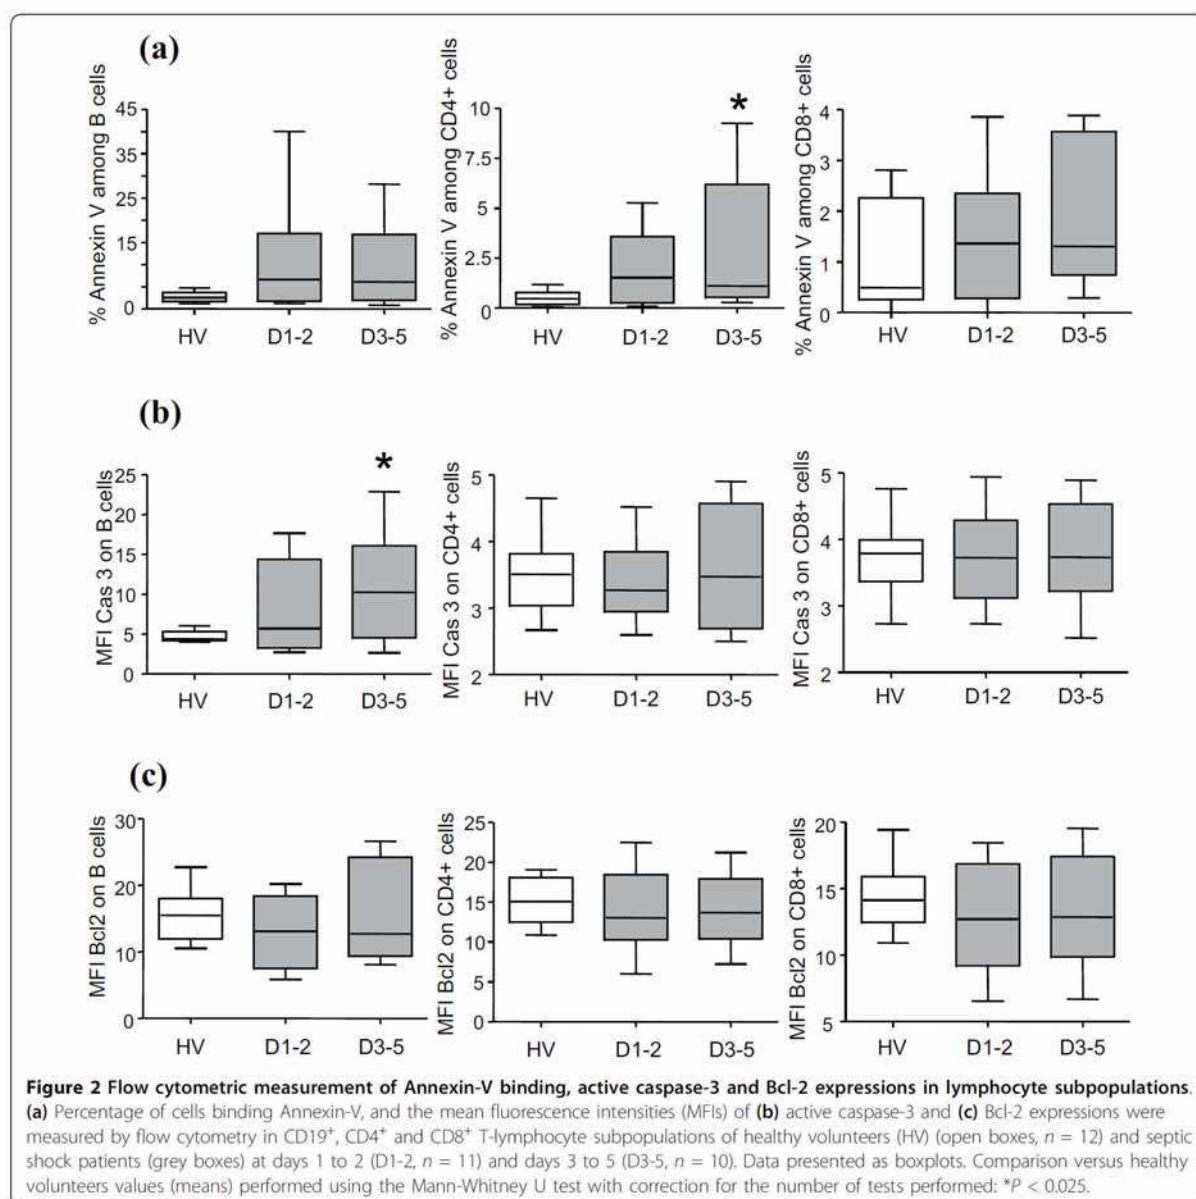 (a)
% Annexin V among B cells
45
35
25
15
0
HV D1-2 D3-5
% Annexin V among CD4+ cells
10
7.5
5
2.5
0
*
HV D1-2 D3-5
% Annexin V among CD8+ cells
4
3
2
1
0
HV D1-2 D3-5
(b)
MFI Cas 3 on B cells
25
20
15
10
5
0
*
HV D1-2 D3-5
MFI Cas 3 on CD4+ cells
5
4
3
2
HV D1-2 D3-5
MFI Cas 3 on CD8+ cells
5
4
3
2
HV D1-2 D3-5
(c)
MFI Bcl2 on B cells
30
20
10
0
HV D1-2 D3-5
MFI Bcl2 on CD4+ cells
25
20
15
10
5
0
HV D1-2 D3-5
MFI Bcl2 on CD8+ cells
20
15
10
5
HV D1-2 D3-5
Figure 2 Flow cytometric measurement of Annexin-V binding, active caspase-3 and Bcl-2 expressions in lymphocyte subpopulations.
(a) Percentage of cells binding Annexin-V, and the mean fluorescence intensities (MFIs) of (b) active caspase-3 and (c) Bcl-2 expressions were
measured by flow cytometry in CD19⁺, CD4⁺ and CD8⁺ T-lymphocyte subpopulations of healthy volunteers (HV) (open boxes, n = 12) and septic
shock patients (grey boxes) at days 1 to 2 (D1-2, n = 11) and days 3 to 5 (D3-5, n = 10). Data presented as boxplots. Comparison versus healthy
volunteers values (means) performed using the Mann-Whitney U test with correction for the number of tests performed: *P < 0.025.